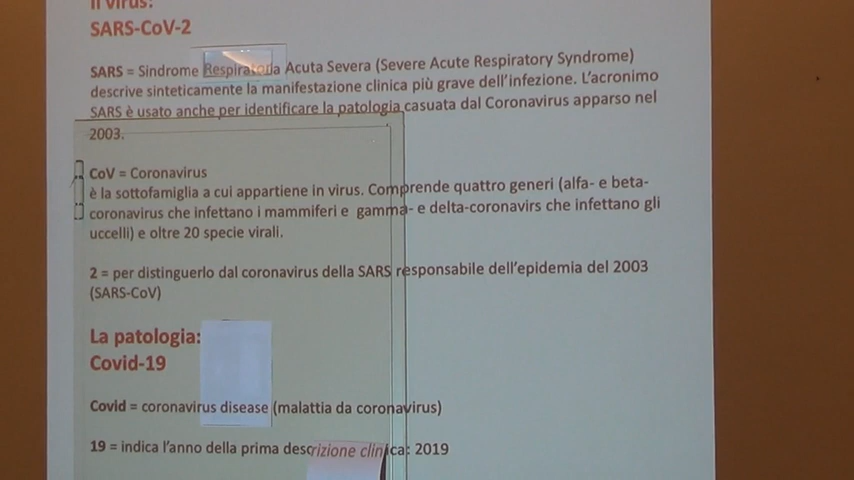 Il virus:
SARS-CoV-2
SARS = Sindrome Respiratoria Acuta Severa (Severe Acute Respiratory Syndrome)
descrive sinteticamente la manifestazione clinica più grave dell'infezione. L'acronimo
SARS è usato anche per identificare la patologia casuata dal Coronavirus apparso nel
2003.
CoV = Coronavirus
è la sottofamiglia a cui appartiene in virus. Comprende quattro generi (alfa- e beta-
coronavirus che infettano i mammiferi e gamma- e delta-coronavirs che infettano gli
uccelli) e oltre 20 specie virali.
2 = per distinguerlo dal coronavirus della SARS responsabile dell'epidemia del 2003
(SARS-CoV)
La patologia:
Covid-19
Covid = coronavirus disease (malattia da coronavirus)
19 = indica l'anno della prima descrizione clinica: 2019